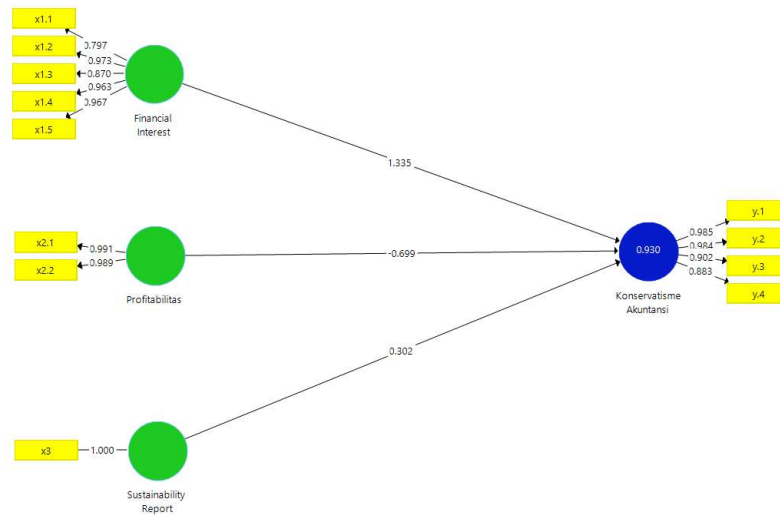 x1.1
x1.2
x1.3
x1.4
x1.5
0.797
0.973
0.870
0.963
0.967
Financial
Interest
1.335
x2.1
x2.2
0.991
0.989
Profitabilitas
-0.699
x3
1.000
Sustainability
Report
0.302
0.930
Konservatisme
Akuntansi
0.985
0.984
0.902
0.883
y.1
y.2
y.3
y.4